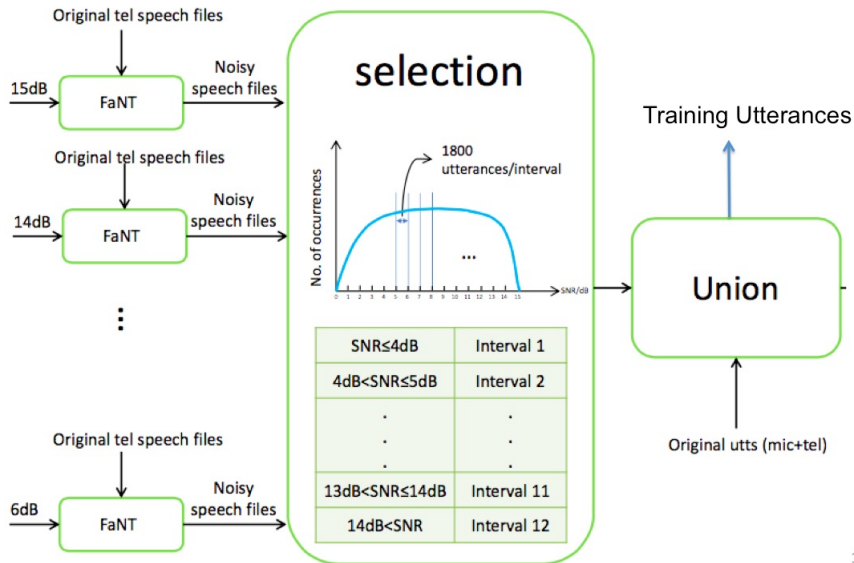 Original tel speech files
15dB
FaNT
Noisy
speech files
Original tel speech files
14dB
FaNT
Noisy
speech files
...
Original tel speech files
6dB
FaNT
Noisy
speech files
selection
No. of occurrences
1800
utterances/interval
...
SNR/dB
0 1 2 3 4 5 6 7 8 9 10 11 12 13 14 15
SNR≤4dB Interval 1
4dB<SNR≤5dB Interval 2
. .
. .
. .
13dB<SNR≤14dB Interval 11
14dB<SNR Interval 12
Training Utterances
Union
Original utts (mic+tel)